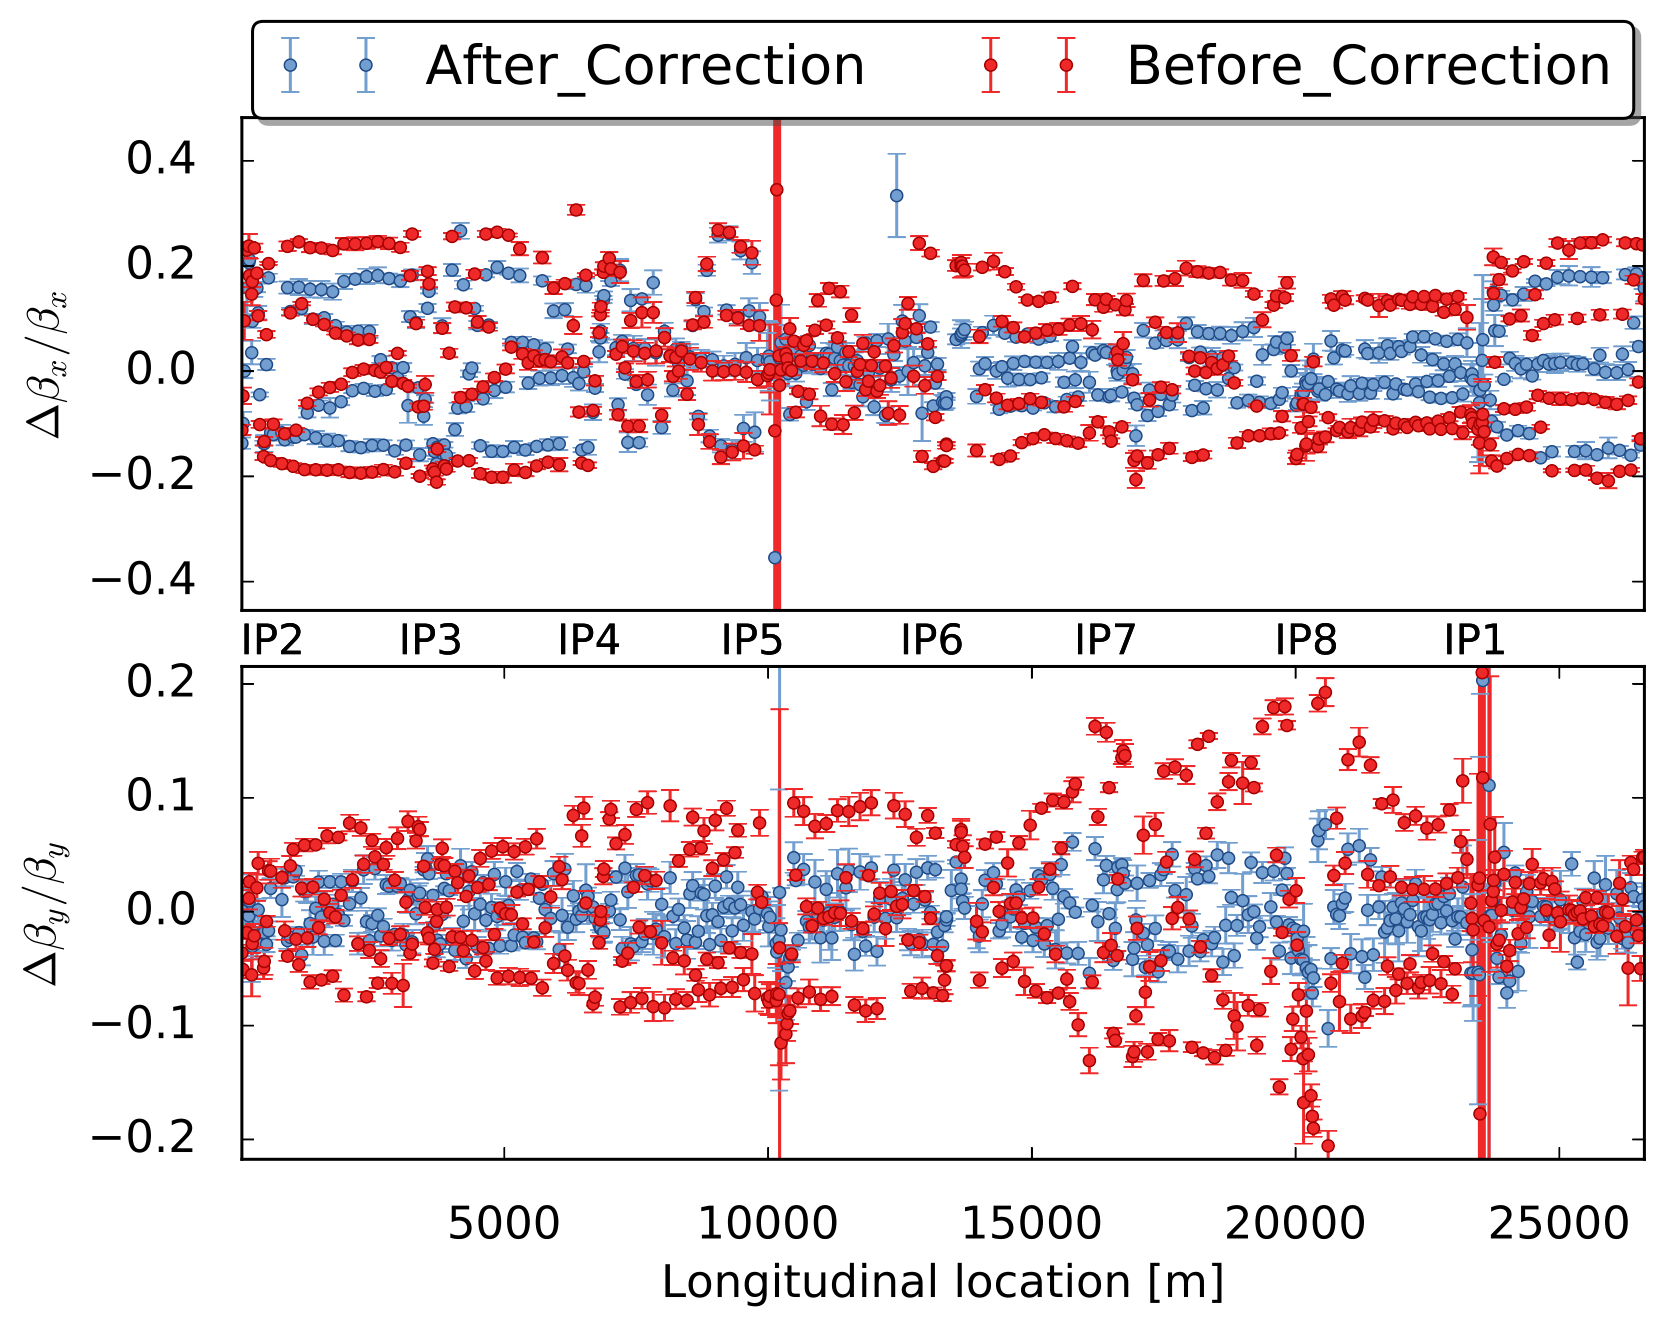 After_Correction Before_Correction
0.4
0.2
0.0
−0.2
−0.4
Δβx/βx
IP2 IP3 IP4 IP5 IP6 IP7 IP8 IP1
0.2
0.1
0.0
−0.1
−0.2
Δβy/βy
5000 10000 15000 20000 25000
Longitudinal location [m]